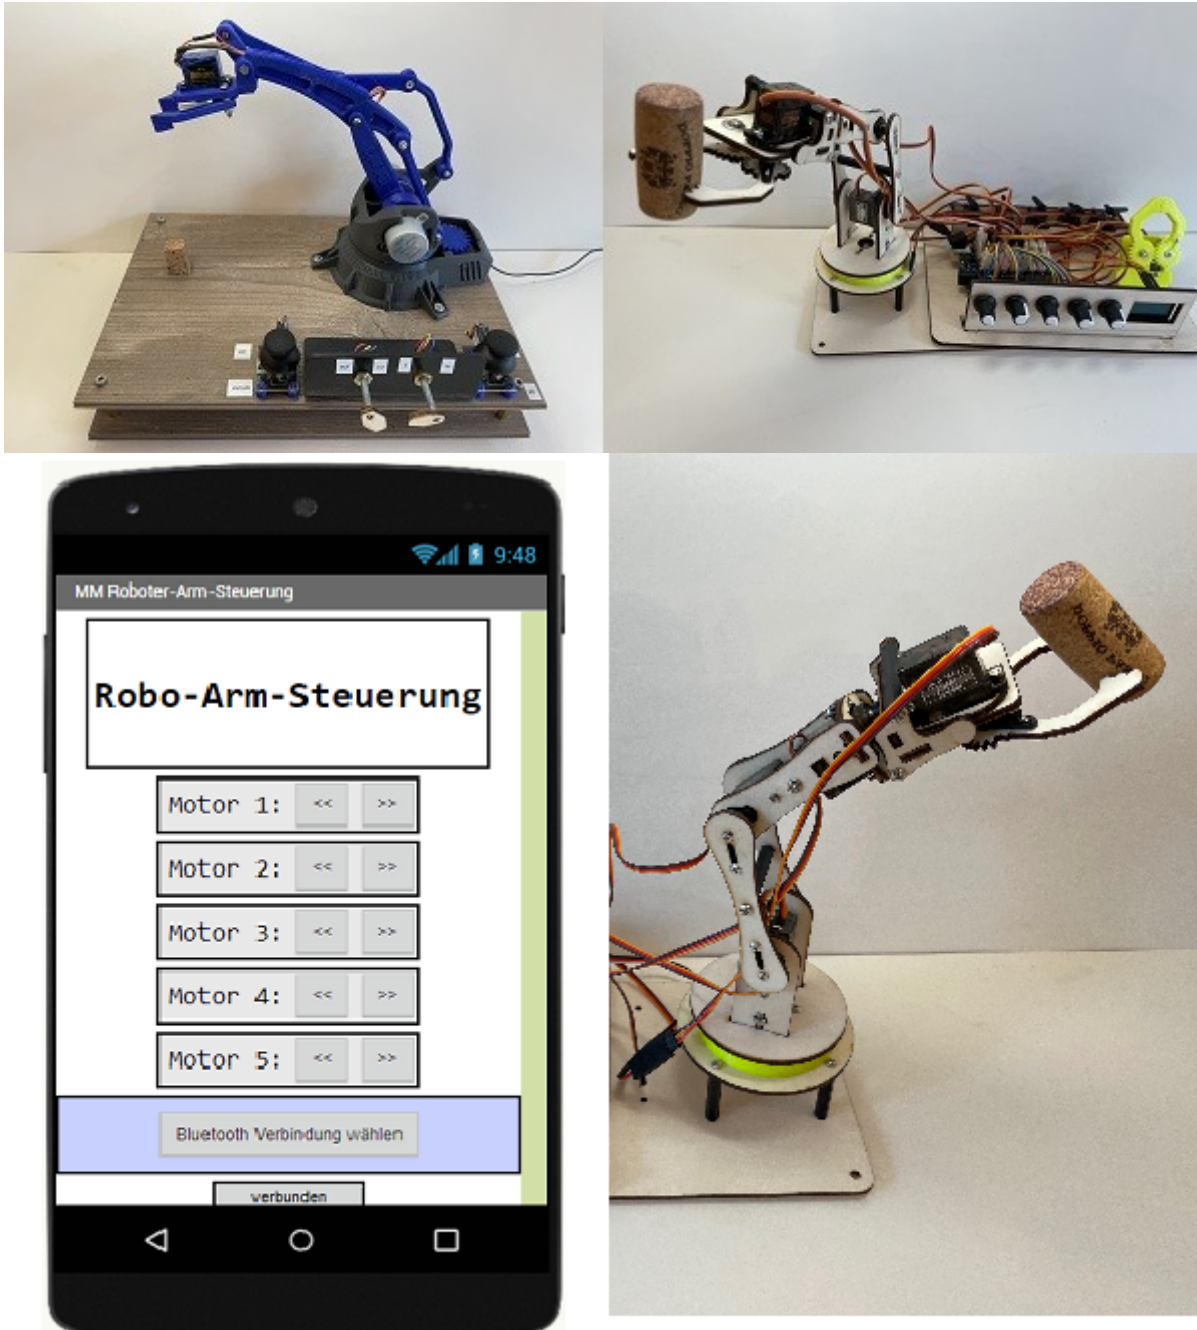 9:48
MM Roboter-Arm-Steuerung
Robo-Arm-Steuerung
Motor 1: << >>
Motor 2: << >>
Motor 3: << >>
Motor 4: << >>
Motor 5: << >>
Bluetooth Verbindung wählen
verbunden